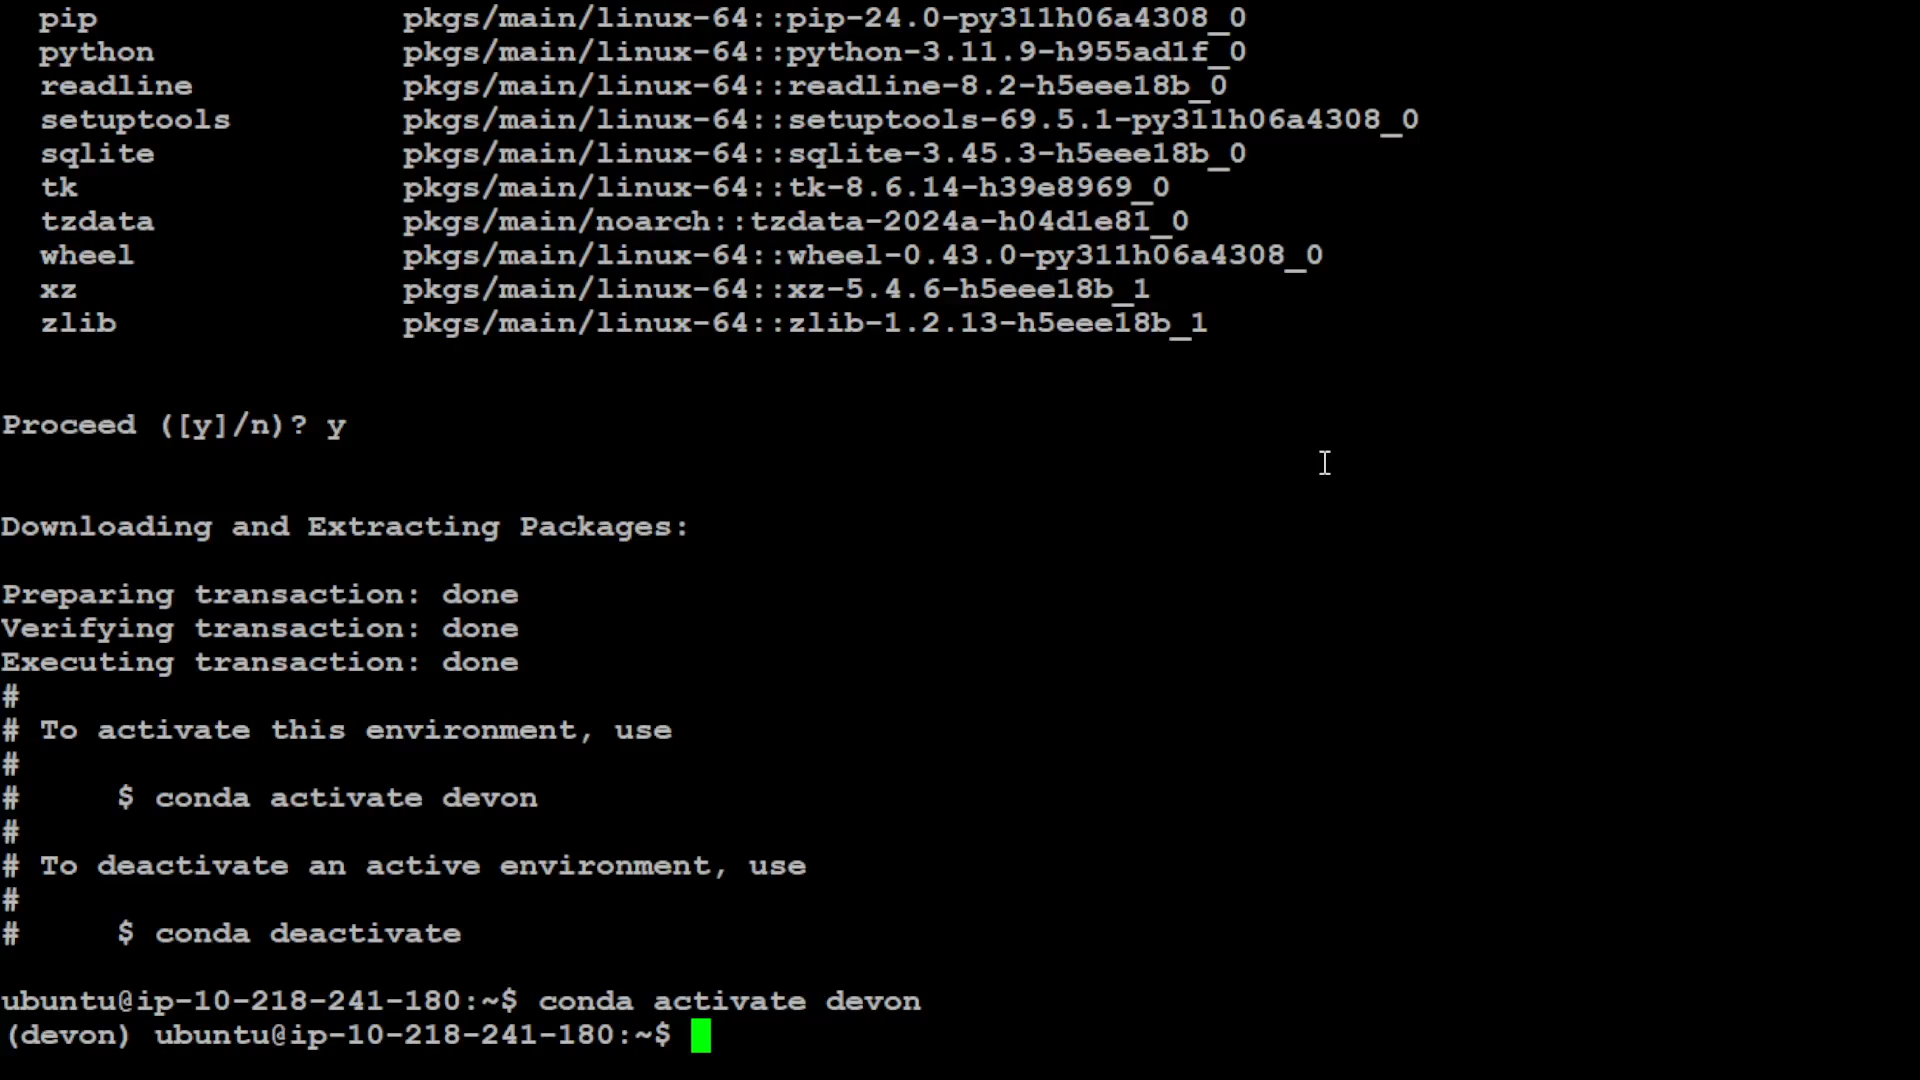 pip pkgs/main/linux-64::pip-24.0-py311h06a4308_0
python pkgs/main/linux-64::python-3.11.9-h955ad1f_0
readline pkgs/main/linux-64::readline-8.2-h5eee18b_0
setuptools pkgs/main/linux-64::setuptools-69.5.1-py311h06a4308_0
sqlite pkgs/main/linux-64::sqlite-3.45.3-h5eee18b_0
tk pkgs/main/linux-64::tk-8.6.14-h39e8969_0
tzdata pkgs/main/noarch::tzdata-2024a-h04d1e81_0
wheel pkgs/main/linux-64::wheel-0.43.0-py311h06a4308_0
xz pkgs/main/linux-64::xz-5.4.6-h5eee18b_1
zlib pkgs/main/linux-64::zlib-1.2.13-h5eee18b_1
Proceed ([y]/n)? y
Downloading and Extracting Packages:
Preparing transaction: done
Verifying transaction: done
Executing transaction: done
#
# To activate this environment, use
#
# $ conda activate devon
#
# To deactivate an active environment, use
#
# $ conda deactivate
ubuntu@ip-10-218-241-180:~$ conda activate devon
(devon) ubuntu@ip-10-218-241-180:~$